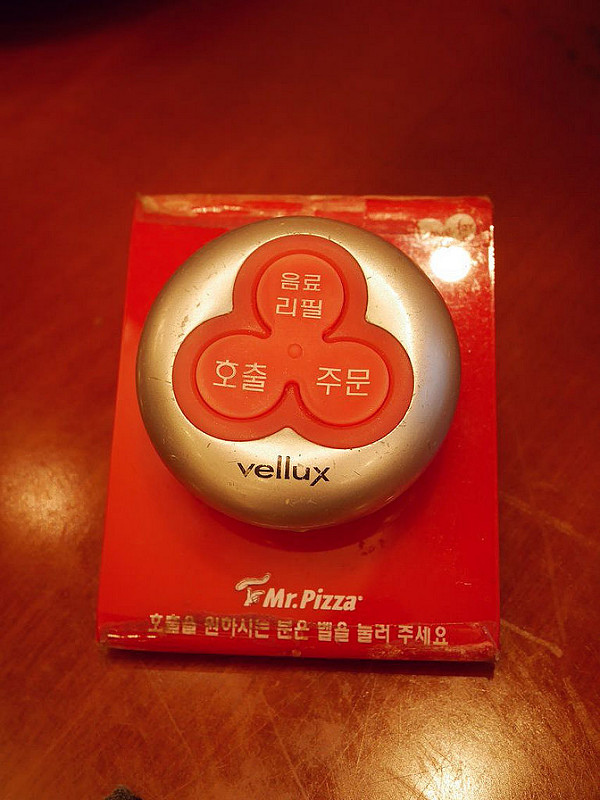 음료
리필
호출 주문
vellux
Mr.Pizza
호출을 원하시는 분은 벨을 눌러 주세요